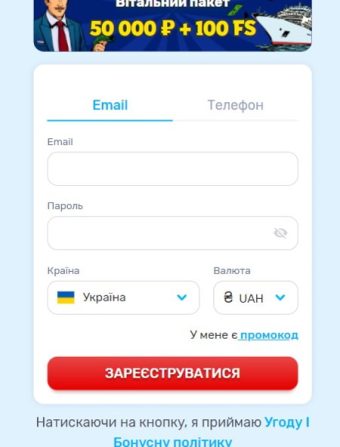 Вітальний пакет
50 000 ₽ + 100 FS
Email
Телефон
Email
Пароль
Країна
Валюта
Україна
₴ UAH
У мене є промокод
ЗАРЕЄСТРУВАТИСЯ
Натискаючи на кнопку, я приймаю Угоду І
Бонусну політику